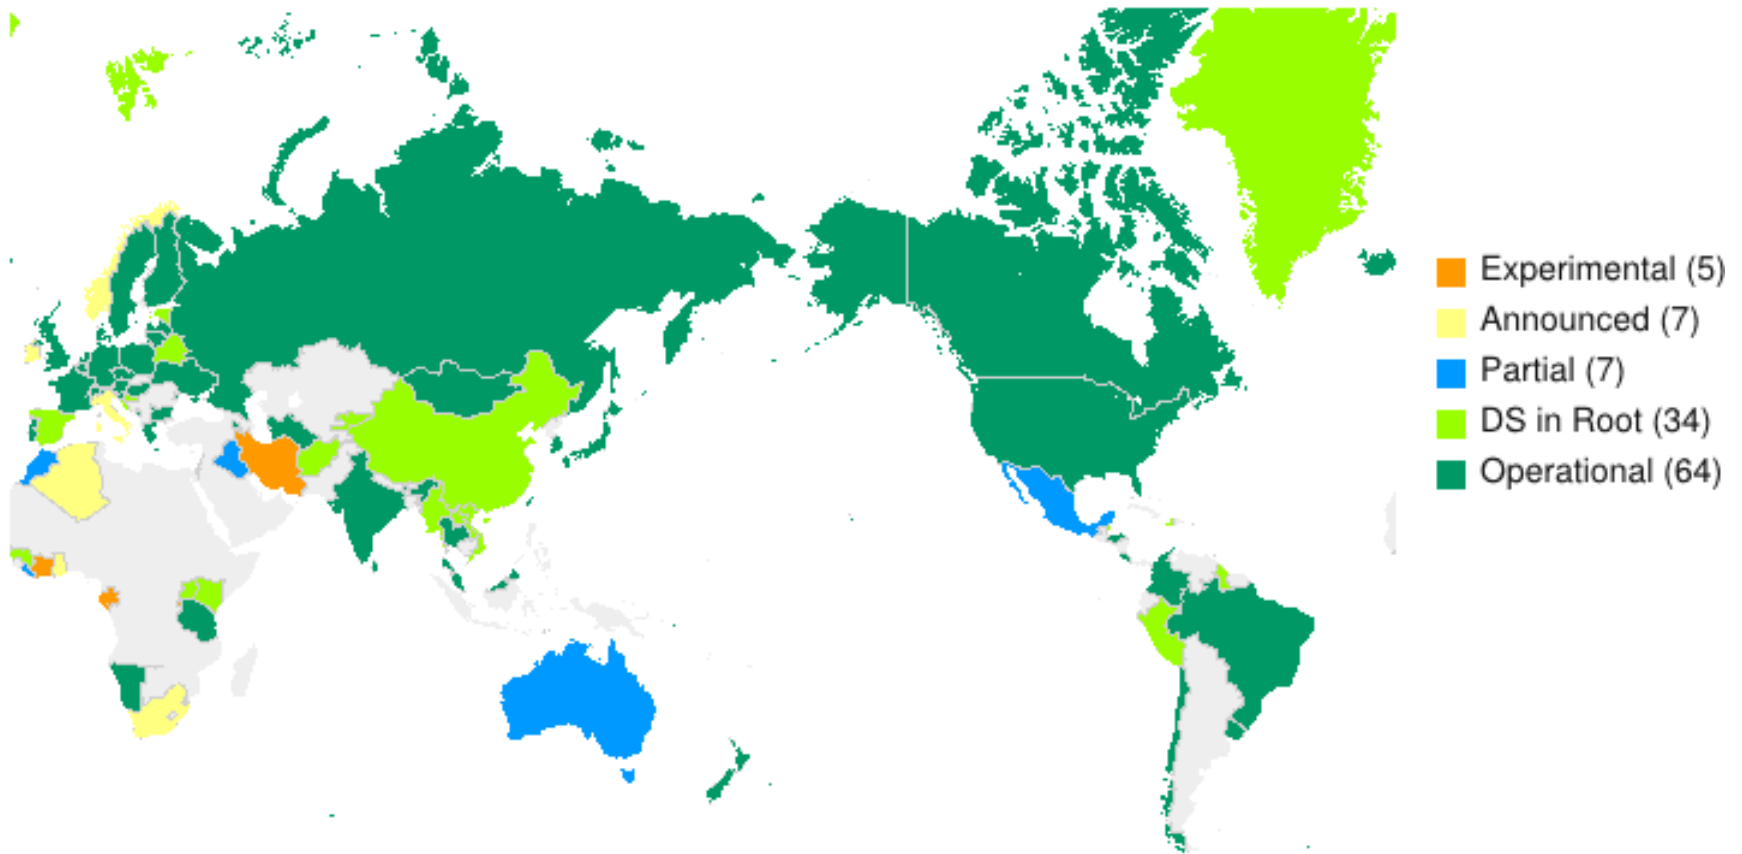 Experimental (5)
Announced (7)
Partial (7)
DS in Root (34)
Operational (64)